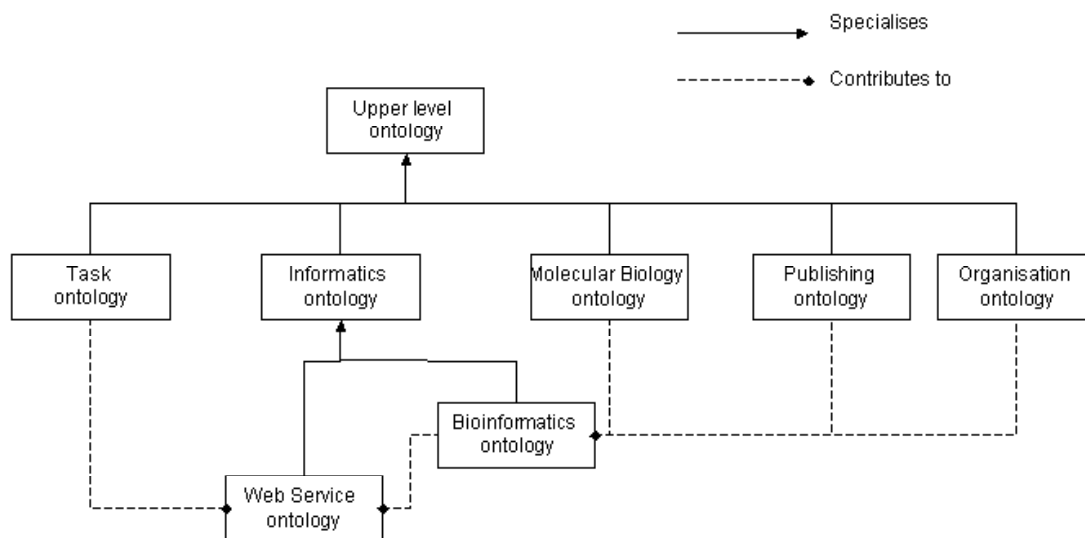 Specialises
Contributes to
Upper level
ontology
Task
ontology
Informatics
ontology
Molecular Biology
ontology
Publishing
ontology
Organisation
ontology
Bioinformatics
ontology
Web Service
ontology